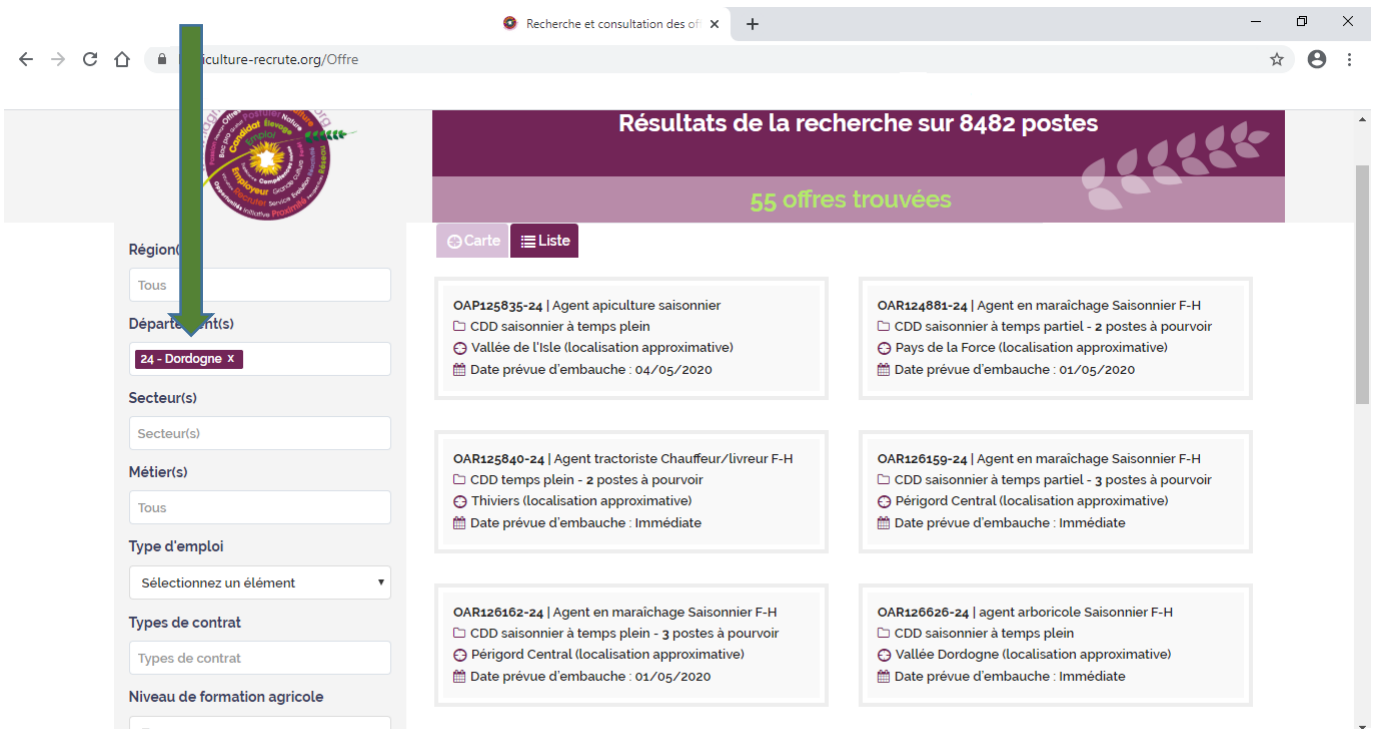 Recherche et consultation des of
iculture-recrute.org/Offre
Résultats de la recherche sur 8482 postes
55 offres trouvées
Carte
Liste
Région(
Tous
Départe ent(s)
24 - Dordogne x
Secteur(s)
Secteur(s)
Métier(s)
Tous
Type d'emploi
Sélectionnez un élément
Types de contrat
Types de contrat
Niveau de formation agricole
OAP125835-24 | Agent apiculture saisonnier
CDD saisonnier à temps plein
Vallée de l'Isle (localisation approximative)
Date prévue d'embauche : 04/05/2020
OAR124881-24 | Agent en maraîchage Saisonnier F-H
CDD saisonnier à temps partiel - 2 postes à pourvoir
Pays de la Force (localisation approximative)
Date prévue d'embauche : 01/05/2020
OAR125840-24 | Agent tractoriste Chauffeur/livreur F-H
CDD temps plein - 2 postes à pourvoir
Thiviers (localisation approximative)
Date prévue d'embauche : Immédiate
OAR126159-24 | Agent en maraîchage Saisonnier F-H
CDD saisonnier à temps partiel - 3 postes à pourvoir
Périgord Central (localisation approximative)
Date prévue d'embauche : Immédiate
OAR126162-24 | Agent en maraîchage Saisonnier F-H
CDD saisonnier à temps plein - 3 postes à pourvoir
Périgord Central (localisation approximative)
Date prévue d'embauche : 01/05/2020
OAR126626-24 | agent arboricole Saisonnier F-H
CDD saisonnier à temps plein
Vallée Dordogne (localisation approximative)
Date prévue d'embauche : Immédiate